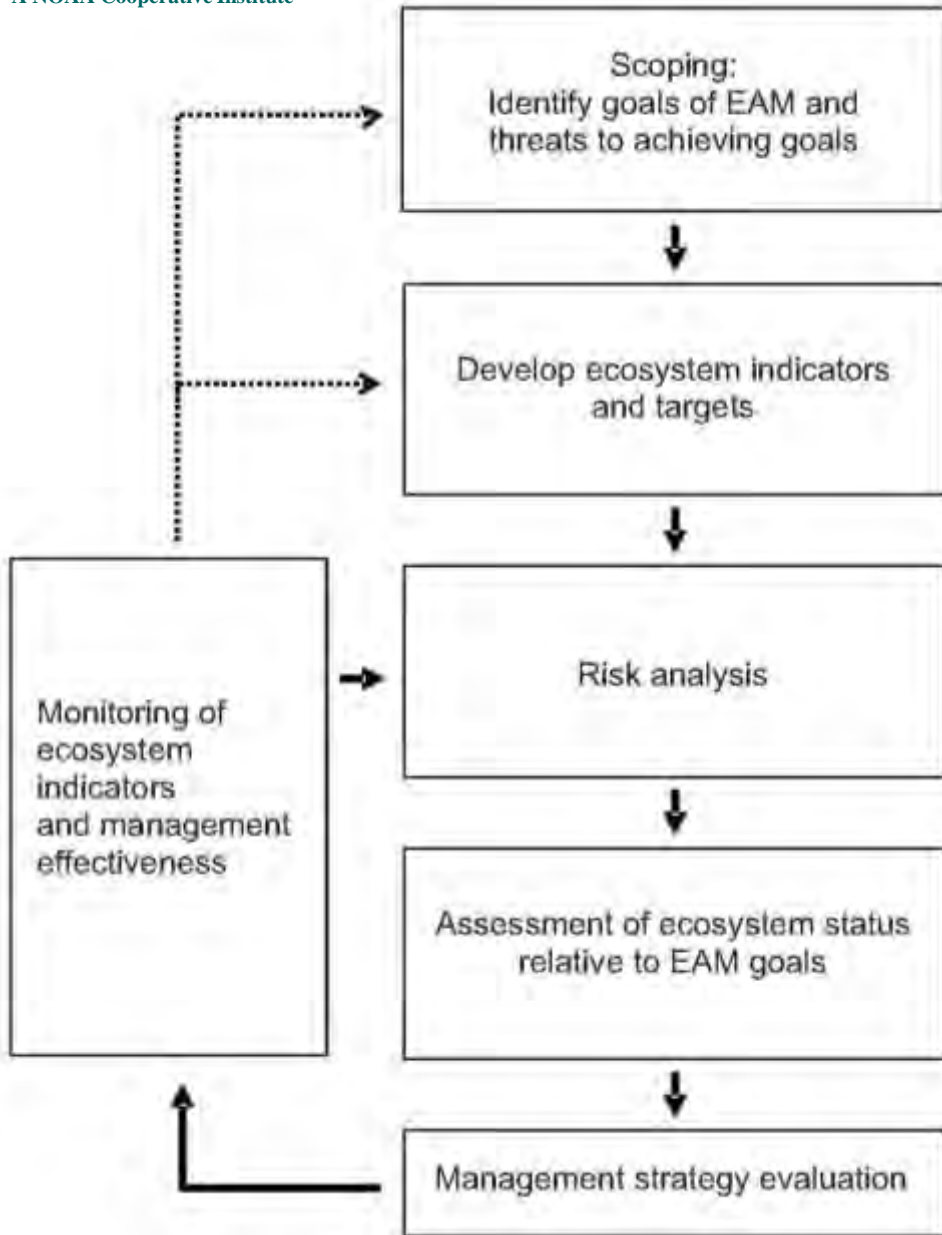 A NOAA Cooperative Institute
Scoping:
Identify goals of EAM and
threats to achieving goals
Develop ecosystem indicators
and targets
Risk analysis
Monitoring of
ecosystem
indicators
and management
effectiveness
Assessment of ecosystem status
relative to EAM goals
Management strategy evaluation